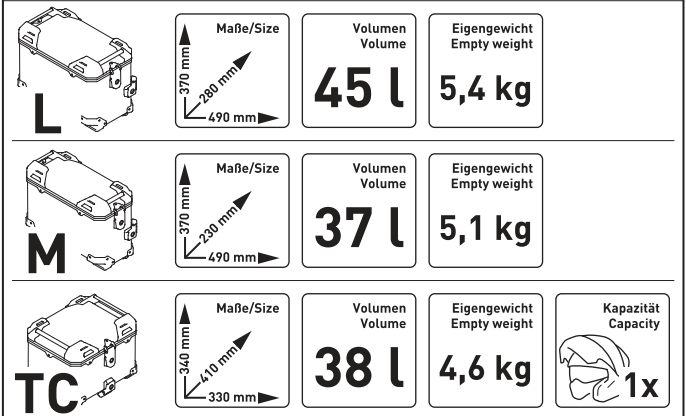 L
Maße/Size
370 mm
280 mm
490 mm
Volumen
Volume
45 l
Eigengewicht
Empty weight
5,4 kg
M
Maße/Size
370 mm
230 mm
490 mm
Volumen
Volume
37 l
Eigengewicht
Empty weight
5,1 kg
TC
Maße/Size
340 mm
410 mm
330 mm
Volumen
Volume
38 l
Eigengewicht
Empty weight
4,6 kg
Kapazität
Capacity
1x